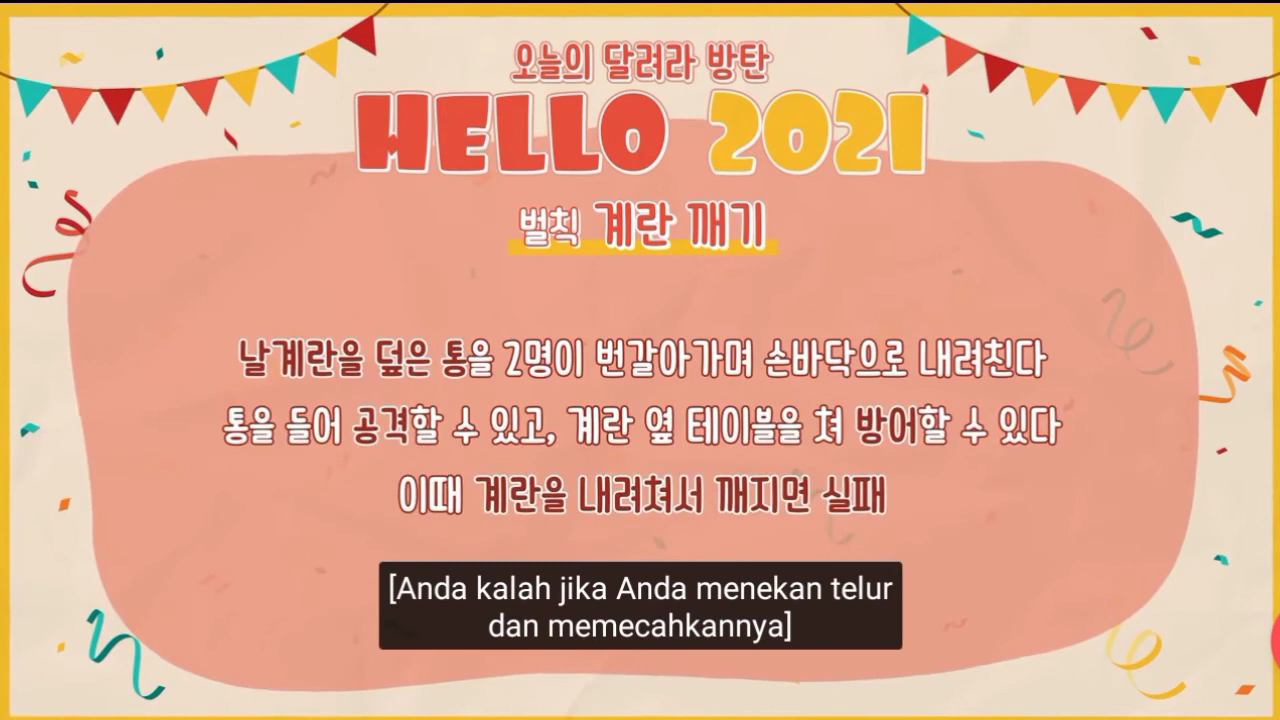 오늘의 달려라 방탄
HELLO 2021
벌칙 계란 깨기
날계란을 덮은 통을 2명이 번갈아가며 손바닥으로 내려친다
통을 들어 공격할 수 있고, 계란 옆 테이블을 쳐 방어할 수 있다
이때 계란을 내려쳐서 깨지면 실패
[Anda kalah jika Anda menekan telur
dan memecahkannya]